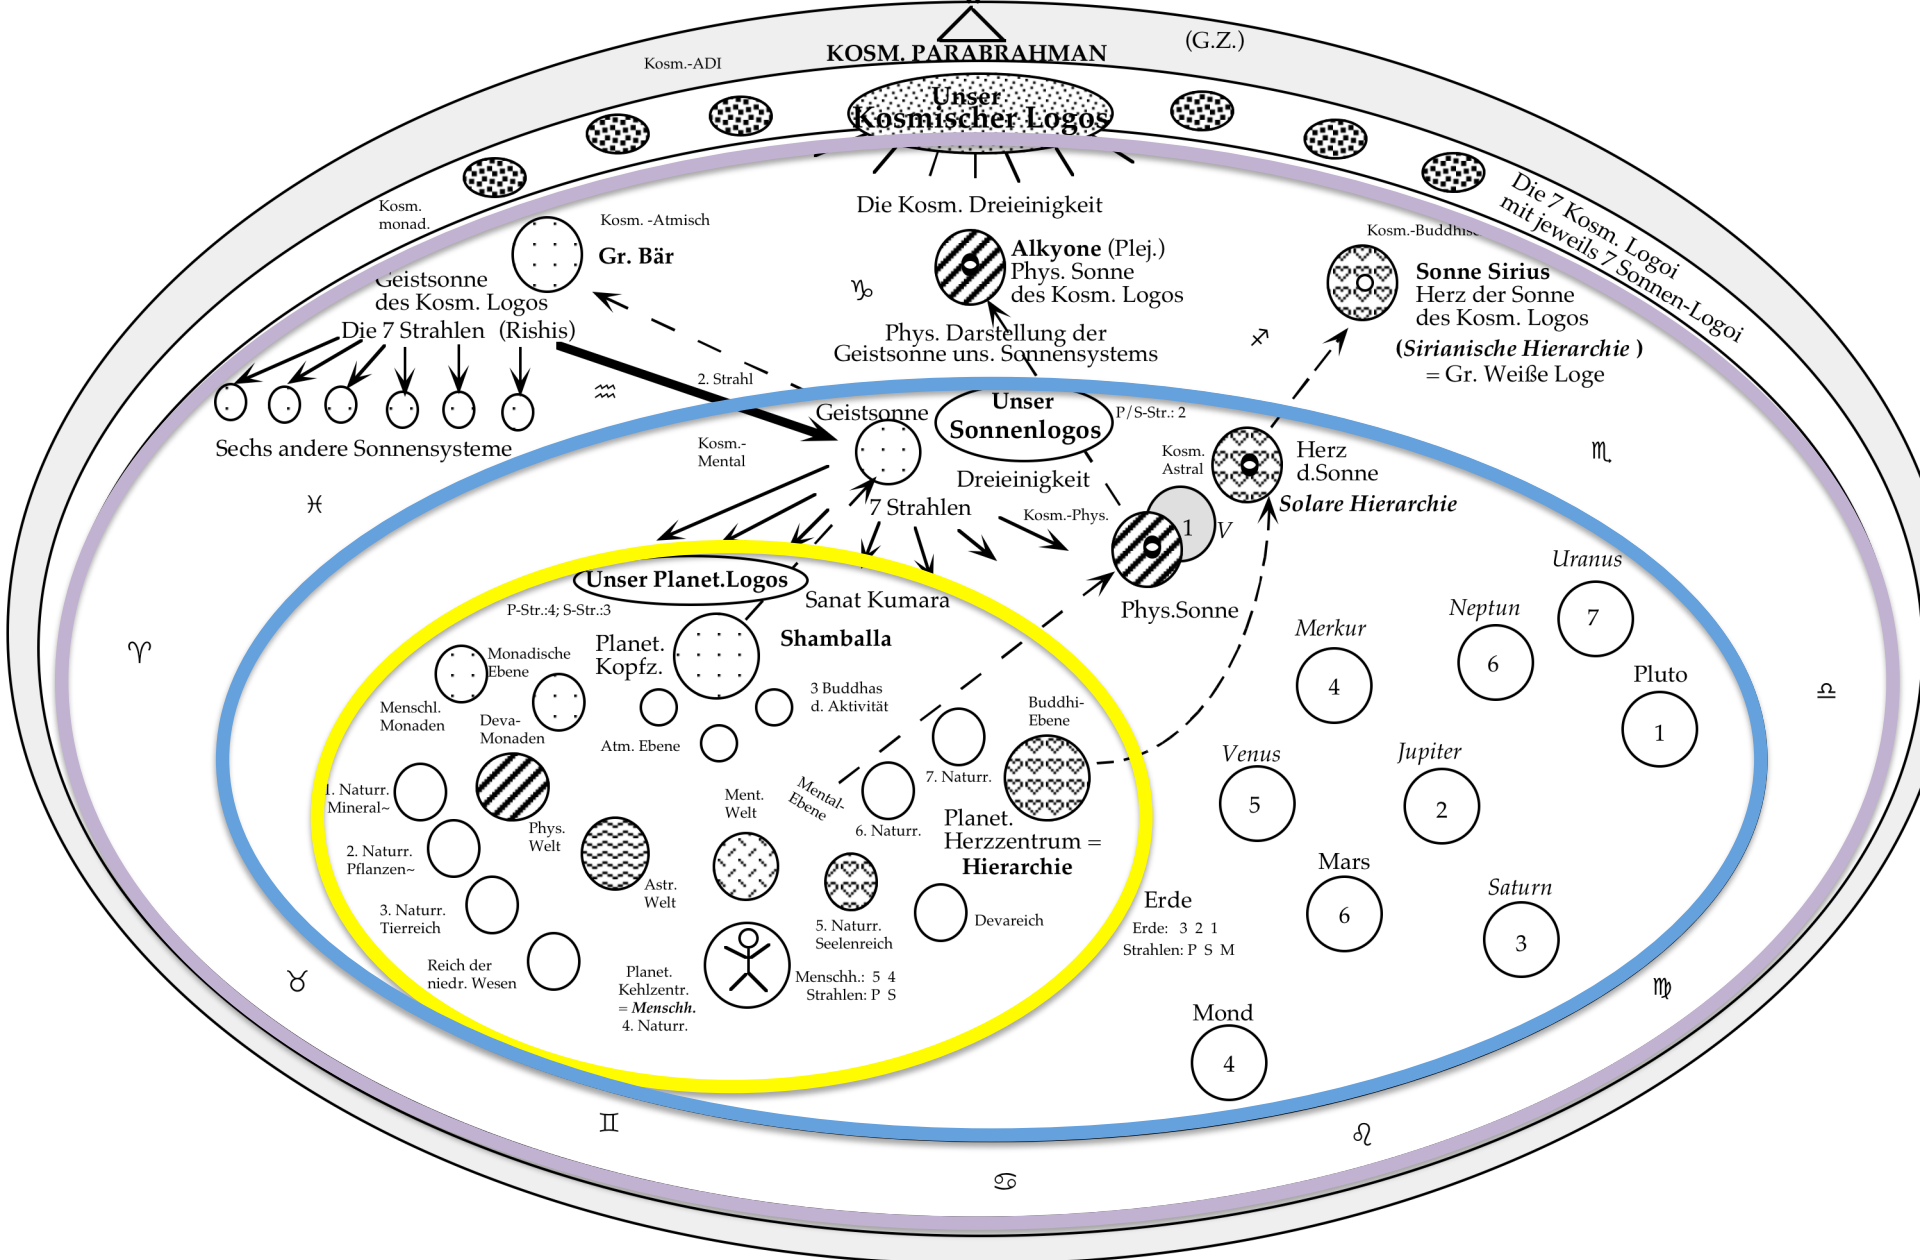 (G.Z.)
KOSM. PARABRAHMAN
Kosm.-ADI
Unser
Kosmischer Logos
Die 7 Kosm. Logoi
mit jeweils 7 Sonnen-Logoi
Kosm.
monad.
Die Kosm. Dreieinigkeit
Kosm. -Atmisch
Gr. Bär
Geistsonne
des Kosm. Logos
Die 7 Strahlen (Rishis)
Sechs andere Sonnensysteme
♑
Alkyone (Plej.)
Phys. Sonne
des Kosm. Logos
Phys. Darstellung der
Geistsonne uns. Sonnensystems
Kosm.-Buddhisc
Sonne Sirius
Herz der Sonne
des Kosm. Logos
(Sirianische Hierarchie )
= Gr. Weiße Loge
♐
♒
2. Strahl
Kosm.-
Mental
Geistsonne
Unser
Sonnenlogos
P/S-Str.: 2
Dreieinigkeit
7 Strahlen
Kosm.-Phys.
Kosm.
Astral
Herz
d.Sonne
Solare Hierarchie
1
V
Phys.Sonne
♏
♓
♈
♎
Unser Planet.Logos
P-Str.:4; S-Str.:3
Sanat Kumara
Shamballa
Planet.
Kopfz.
Monadische
Ebene
Menschl.
Monaden
Deva-
Monaden
3 Buddhas
d. Aktivität
Atm. Ebene
Buddhi-
Ebene
1. Naturr.
Mineral~
Phys.
Welt
2. Naturr.
Pflanzen~
Astr.
Welt
Ment.
Welt
Mental-
Ebene
7. Naturr.
6. Naturr.
Planet.
Herzzentrum =
Hierarchie
3. Naturr.
Tierreich
5. Naturr.
Seelenreich
Devareich
Reich der
niedr. Wesen
Planet.
Kehlzentr.
= Menschh.
4. Naturr.
Menschh.: 5 4
Strahlen: P S
Uranus
7
Neptun
6
Merkur
4
Pluto
1
Venus
5
Jupiter
2
Mars
6
Saturn
3
Erde
Erde: 3 2 1
Strahlen: P S M
Mond
4
♉
♍
♊
♌
♋